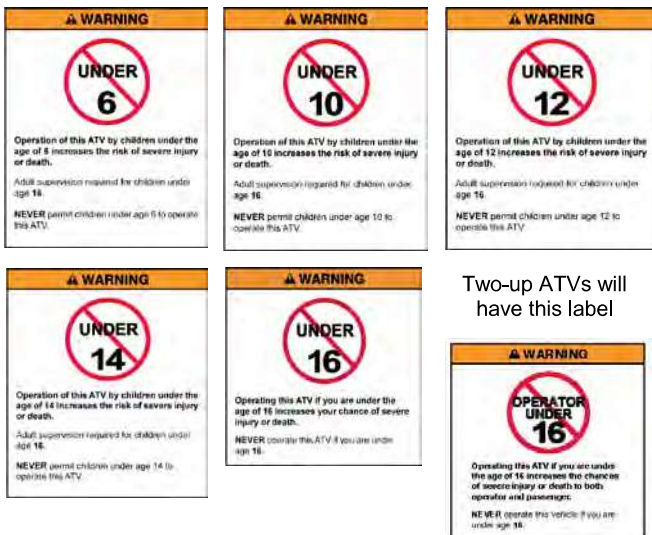 WARNING
UNDER
6
Operation of this ATV by children under the
age of 6 increases the risk of severe injury
or death.
Adult supervision required for children under
age 16.
NEVER permit children under age 6 to operate
this ATV.
WARNING
UNDER
10
Operation of this ATV by children under the
age of 10 increases the risk of severe injury
or death.
Adult supervision required for children under
age 16.
NEVER permit children under age 10 to
operate this ATV.
WARNING
UNDER
12
Operation of this ATV by children under the
age of 12 increases the risk of severe injury
or death.
Adult supervision required for children under
age 16.
NEVER permit children under age 12 to
operate this ATV.
WARNING
UNDER
14
Operation of this ATV by children under the
age of 14 increases the risk of severe injury
or death.
Adult supervision required for children under
age 16.
NEVER permit children under age 14 to
operate this ATV.
WARNING
UNDER
16
Operating this ATV if you are under the
age of 16 increases your chance of severe
injury or death.
NEVER operate this ATV if you are under
age 16.
Two-up ATVs will
have this label
WARNING
OPERATOR
UNDER
16
Operating this ATV if you are under
the age of 16 increases the chances
of severe injury or death to both
operator and passenger.
NEVER operate this vehicle if you are
under age 16.